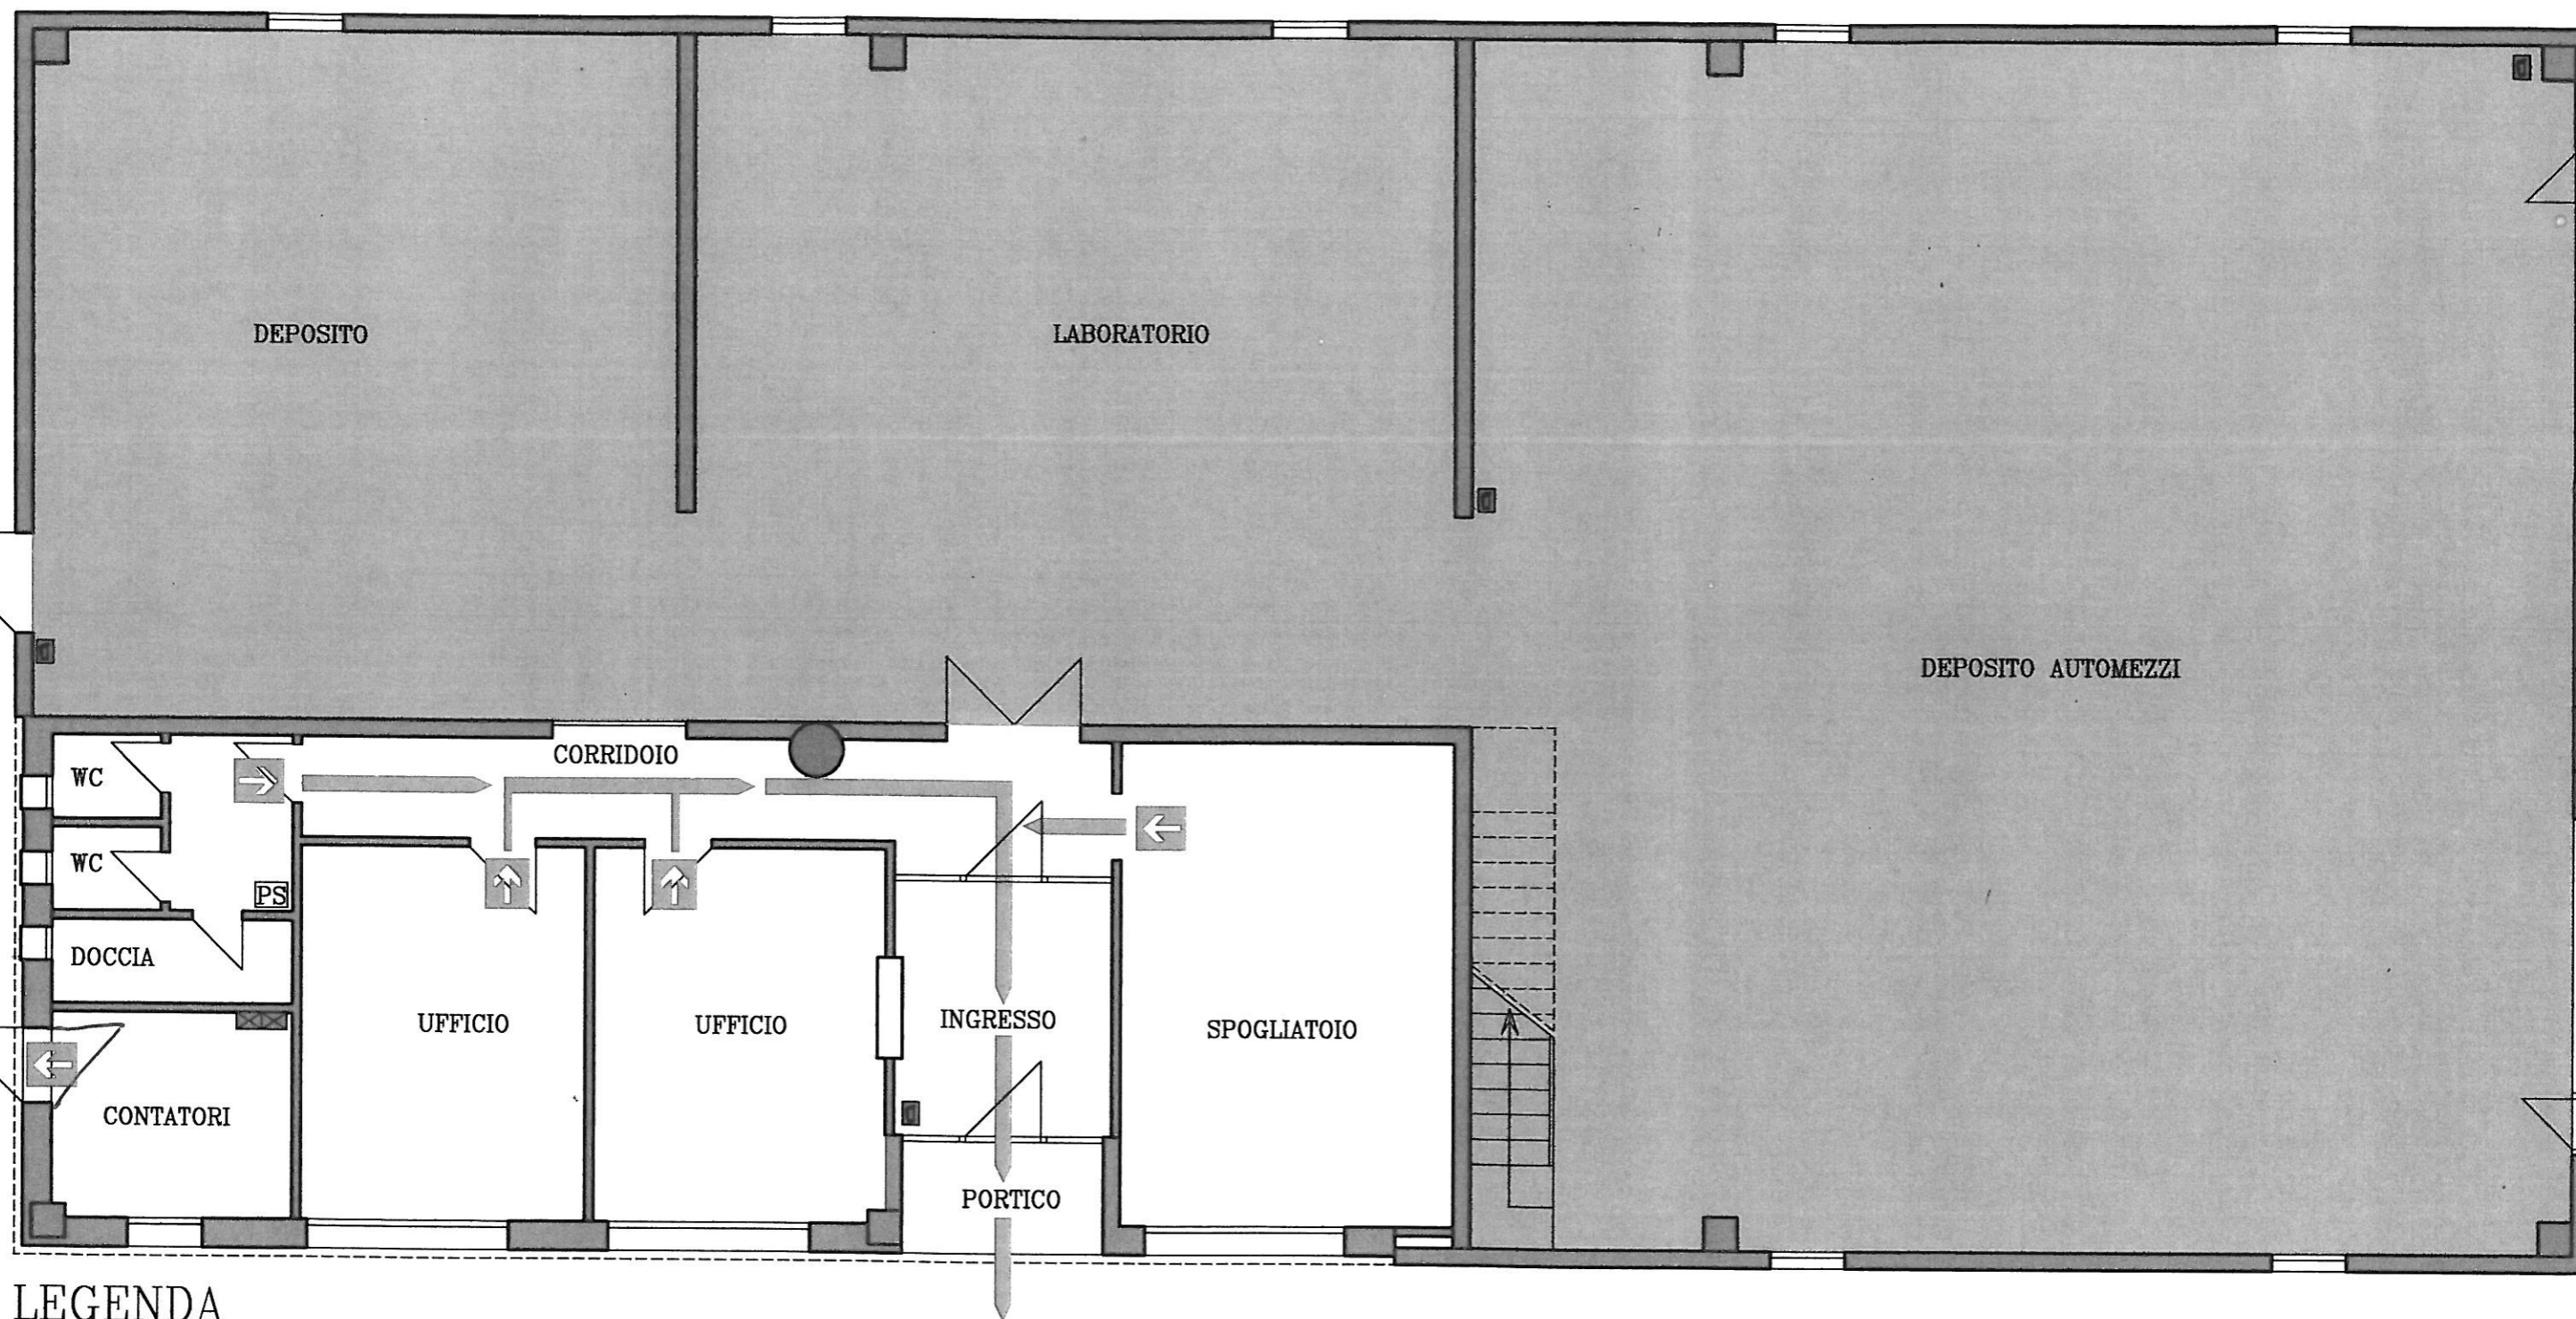 DEPOSITO
LABORATORIO
DEPOSITO AUTOMEZZI
CORRIDOIO
WC
WC
PS
DOCCIA
UFFICIO
UFFICIO
INGRESSO
SPOGLIATOIO
CONTATORI
PORTICO
LEGENDA